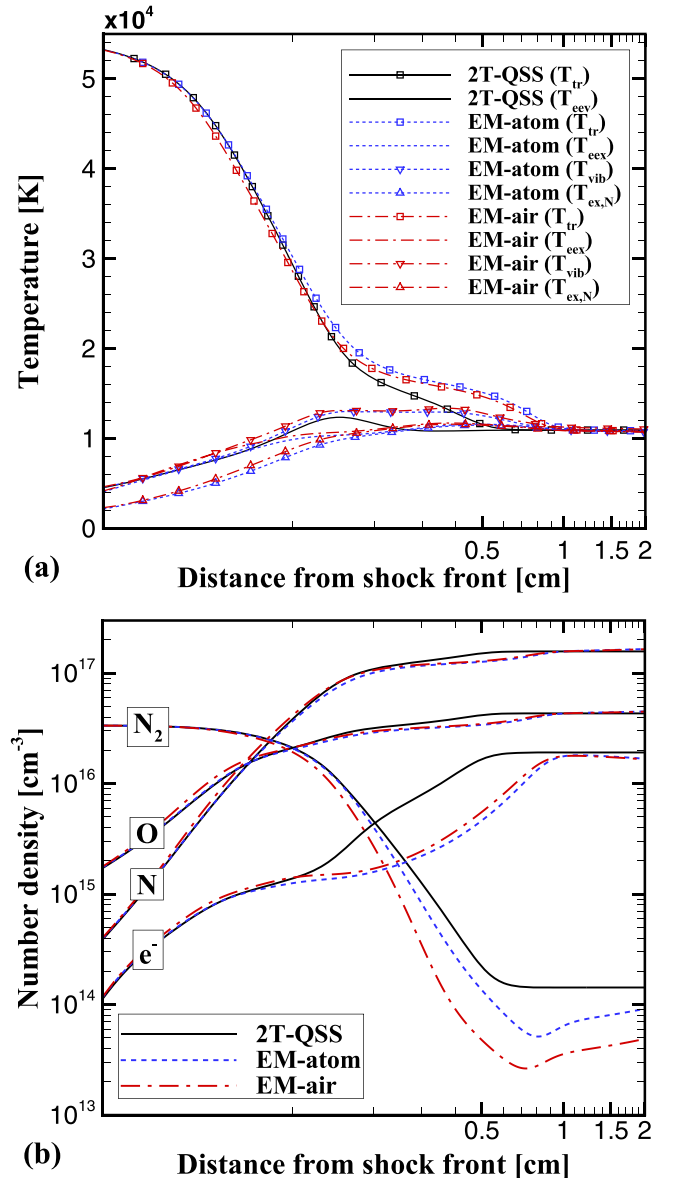 x10⁴
5
4
3
2
1
0
Temperature [K]
2T-QSS (T_tr)
2T-QSS (T_eev)
EM-atom (T_tr)
EM-atom (T_eex)
EM-atom (T_vib)
EM-atom (T_ex,N)
EM-air (T_tr)
EM-air (T_eex)
EM-air (T_vib)
EM-air (T_ex,N)
0.5 1 1.5 2
(a)
Distance from shock front [cm]
10¹⁷
10¹⁶
10¹⁵
10¹⁴
10¹³
Number density [cm⁻³]
N₂
O
N
e⁻
2T-QSS
EM-atom
EM-air
0.5 1 1.5 2
(b)
Distance from shock front [cm]